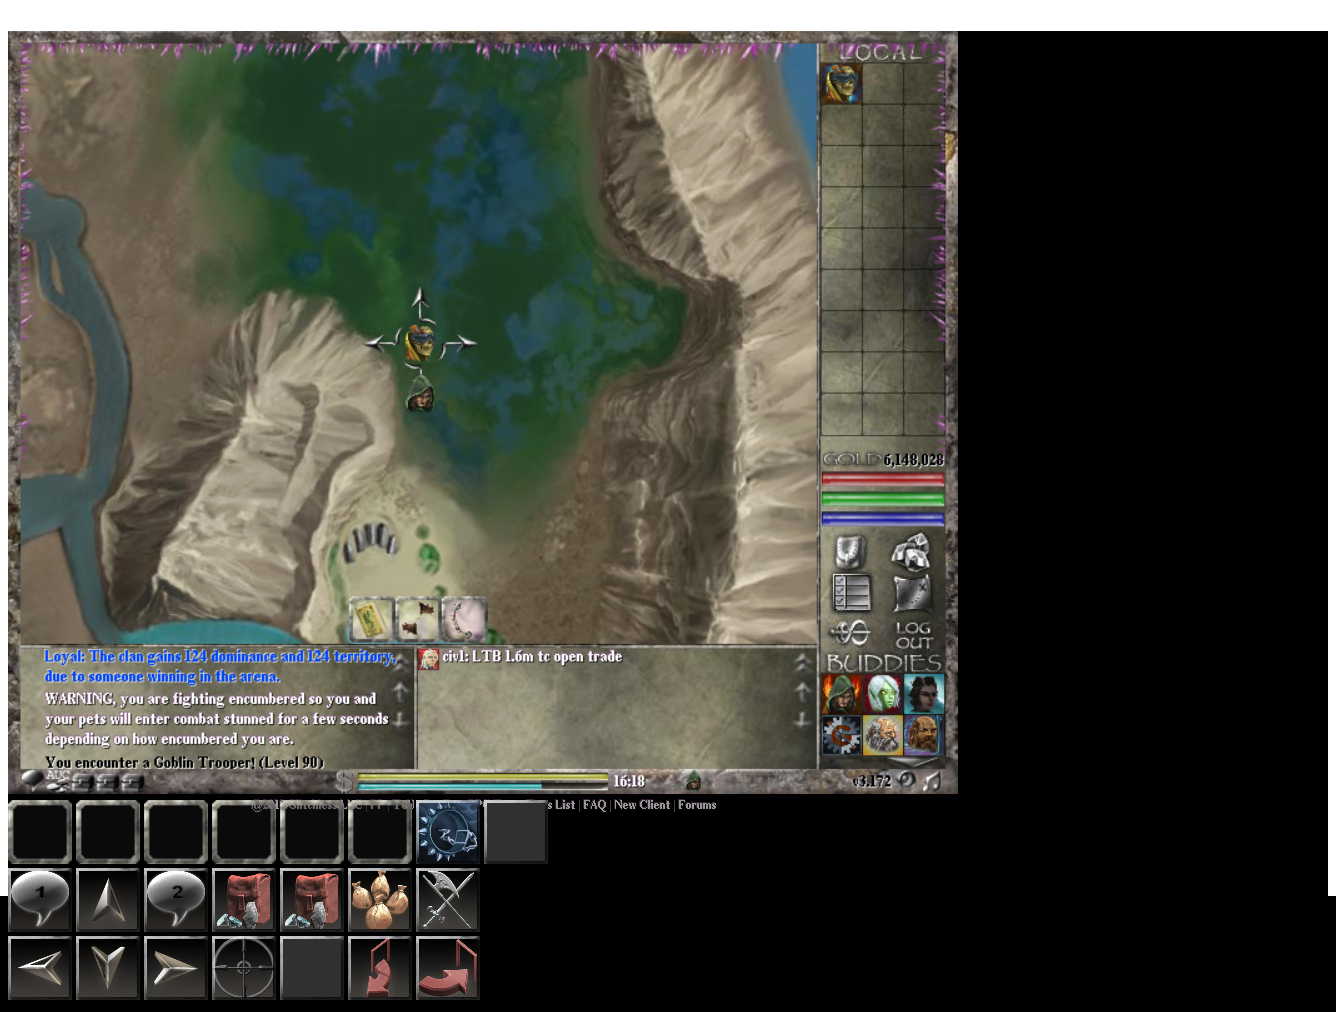 LOCAL
GOLD 6,148,028
LOG
OUT
BUDDIES
Loyal: The clan gains 124 dominance and 124 territory,
due to someone winning in the arena.
WARNING, you are fighting encumbered so you and
your pets will enter combat stunned for a few seconds
depending on how encumbered you are.
You encounter a Goblin Trooper! (Level 90)
civl: LTB 1.6m tc open trade
AUC
$
16:18
v3.172
s List | FAQ | New Client | Forums
1
2